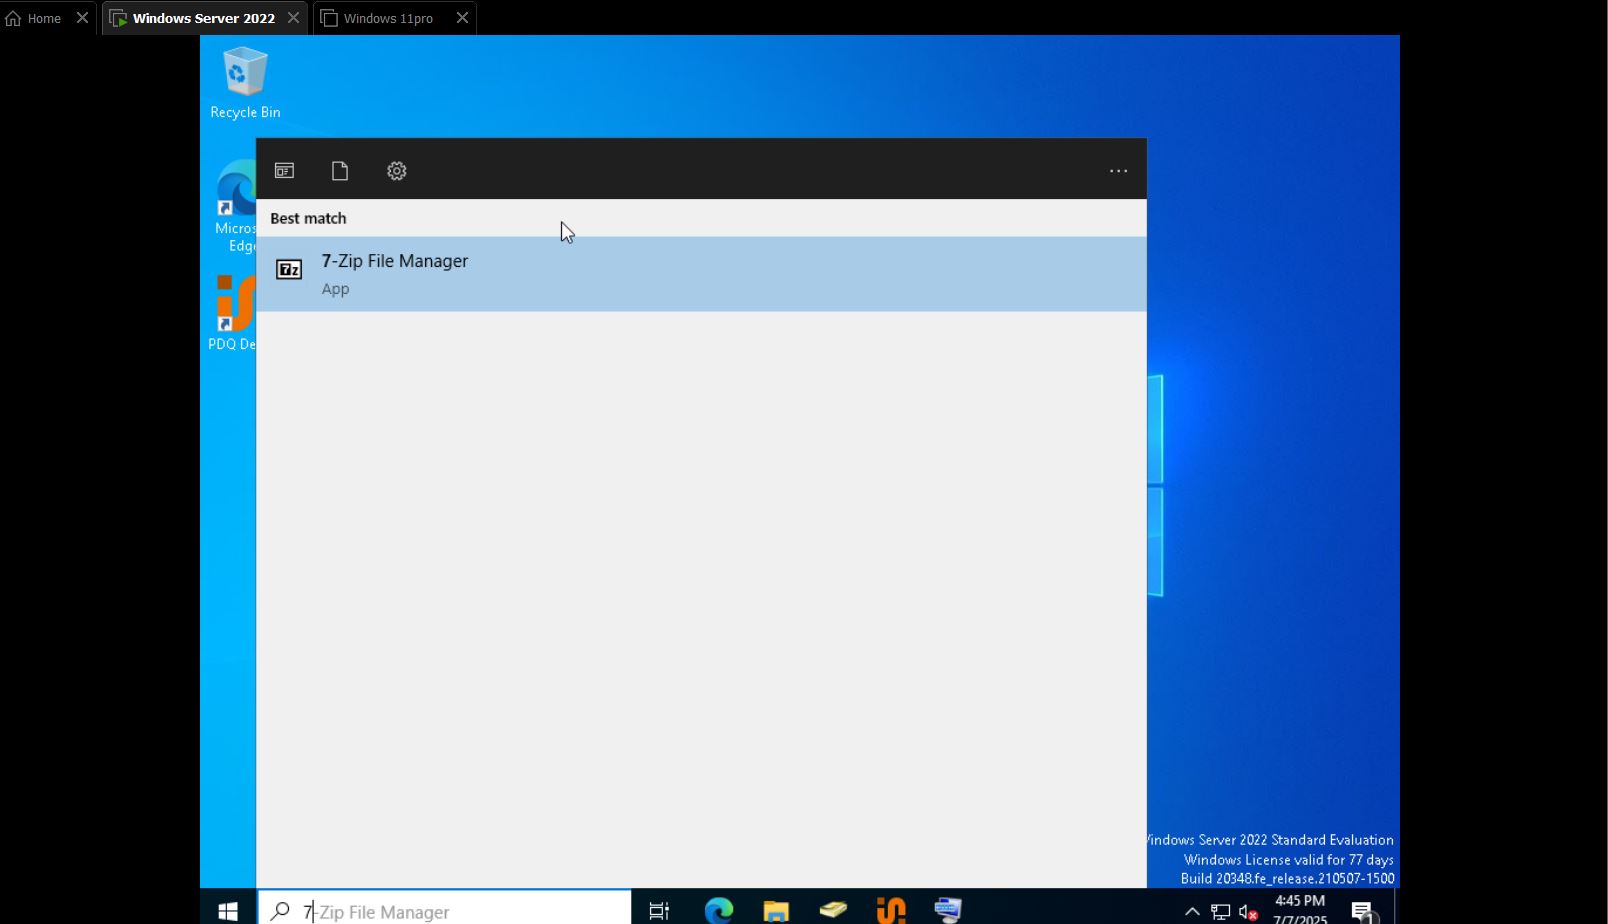 Home
Windows Server 2022
Windows 11pro
Recycle Bin
Best match
7-Zip File Manager
App
Micros
Edge
PDQ De
Windows Server 2022 Standard Evaluation
Windows License valid for 77 days
Build 20348.fe_release.210507-1500
7-Zip File Manager
4:45 PM
7/7/2025
1